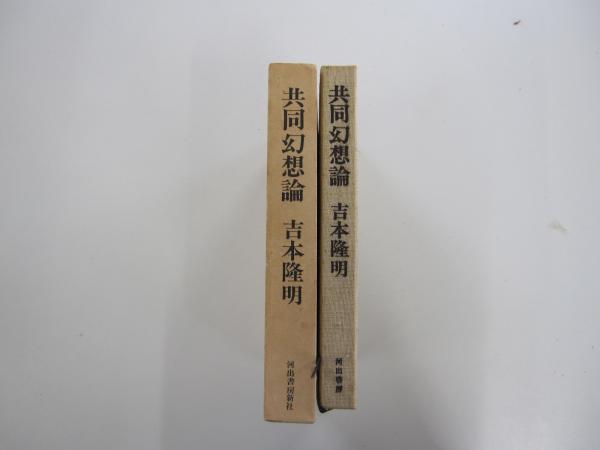 共同幻想論 吉本隆明
河出書房新社
共同幻想論 吉本隆明
河出書房